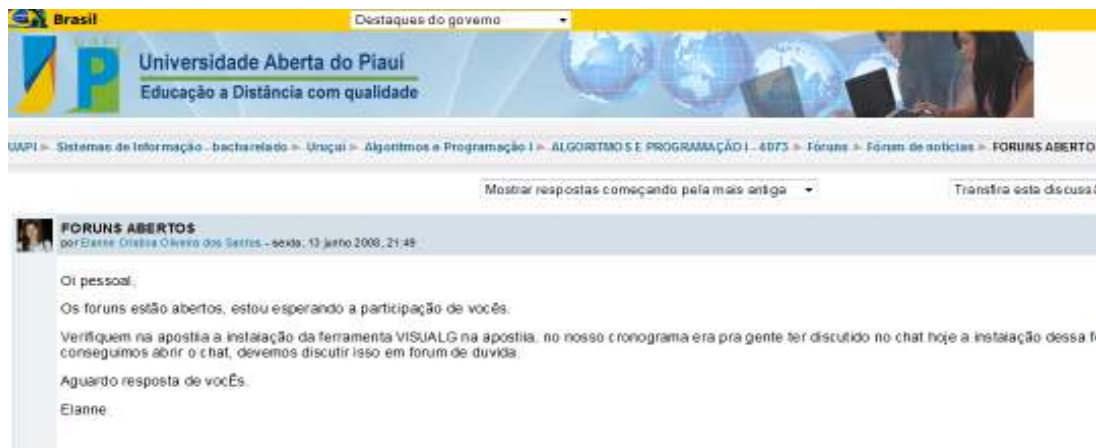 Brasil
Destaques do governo
UAPI
Universidade Aberta do Piauí
Educação a Distância com qualidade
UAPI ► Sistemas de Informação - bacharelado ► Uruçuí ► Algoritmos e Programação I ► ALGORITMOS E PROGRAMAÇÃO I - 4073 ► Fóruns ► Fórum de notícias ► FORUNS ABERTO
Mostrar respostas começando pela mais antiga
Transfira esta discuss
FORUNS ABERTOS
por Elanne Cristina Oliveira dos Santos - sexta, 13 junho 2008, 21:49
Oi pessoal,
Os foruns estão abertos, estou esperando a participação de vocês.
Verifiquem na apostila a instalação da ferramenta VISUALG na apostila, no nosso cronograma era pra gente ter discutido no chat hoje a instalação dessa f
conseguimos abrir o chat, devemos discutir isso em forum de duvida.
Aguardo resposta de vocÊs.
Elanne.